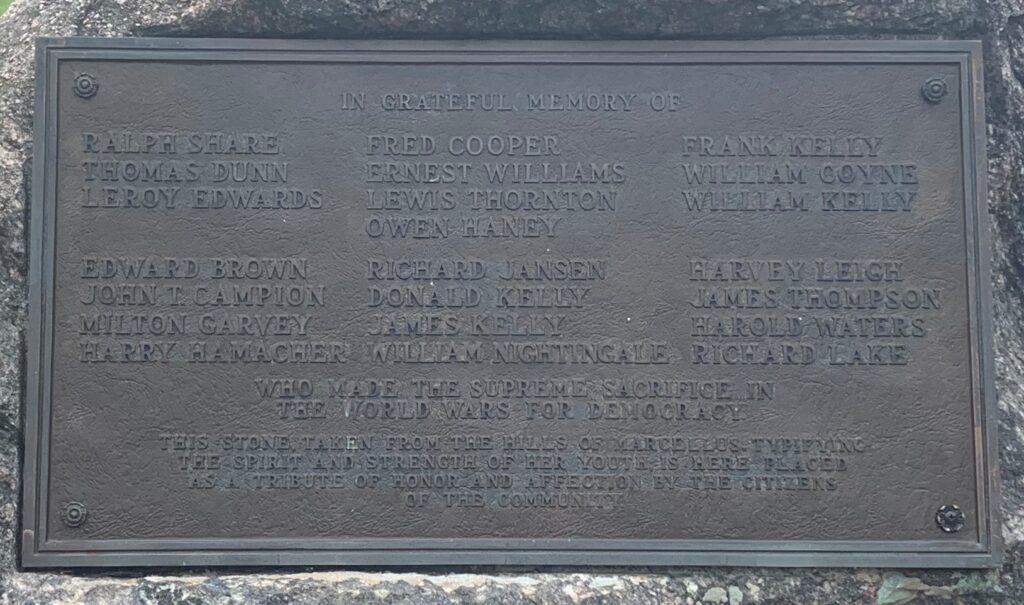 IN GRATEFUL MEMORY OF
RALPH SHARE FRED COOPER FRANK KELLY
THOMAS DUNN ERNEST WILLIAMS WILLIAM COYNE
LEROY EDWARDS LEWIS THORNTON WILLIAM KELLY
OWEN HANEY
EDWARD BROWN RICHARD JANSEN HARVEY LEIGH
JOHN T. CAMPION DONALD KELLY JAMES THOMPSON
MILTON GARVEY JAMES KELLY HAROLD WATERS
HARRY HAMACHER WILLIAM NIGHTINGALE RICHARD LAKE
WHO MADE THE SUPREME SACRIFICE IN
THE WORLD WARS FOR DEMOCRACY
THIS STONE TAKEN FROM THE HILLS OF MARCELLUS TYPIFYING
THE SPIRIT AND STRENGTH OF HER YOUTH IS HERE PLACED
AS A TRIBUTE OF HONOR AND AFFECTION BY THE CITIZENS
OF THE COMMUNITY